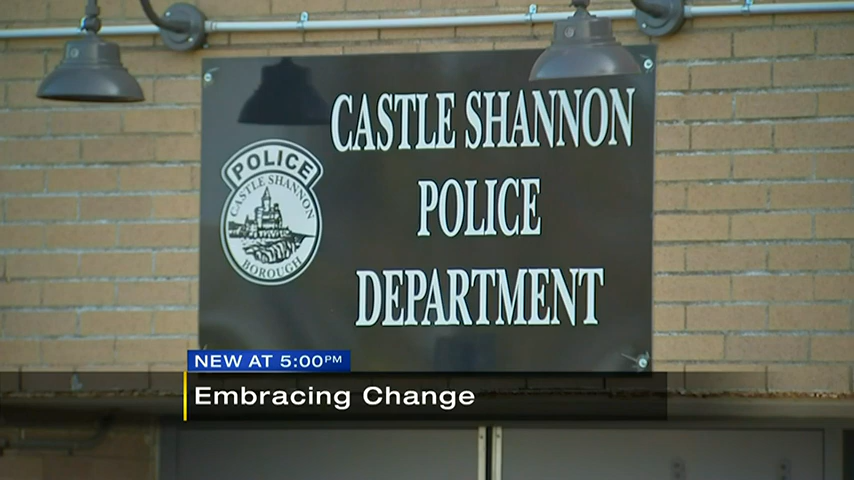 CASTLE SHANNON
POLICE
DEPARTMENT
POLICE
CASTLE SHANNON
BOROUGH
NEW AT 5:00PM
Embracing Change